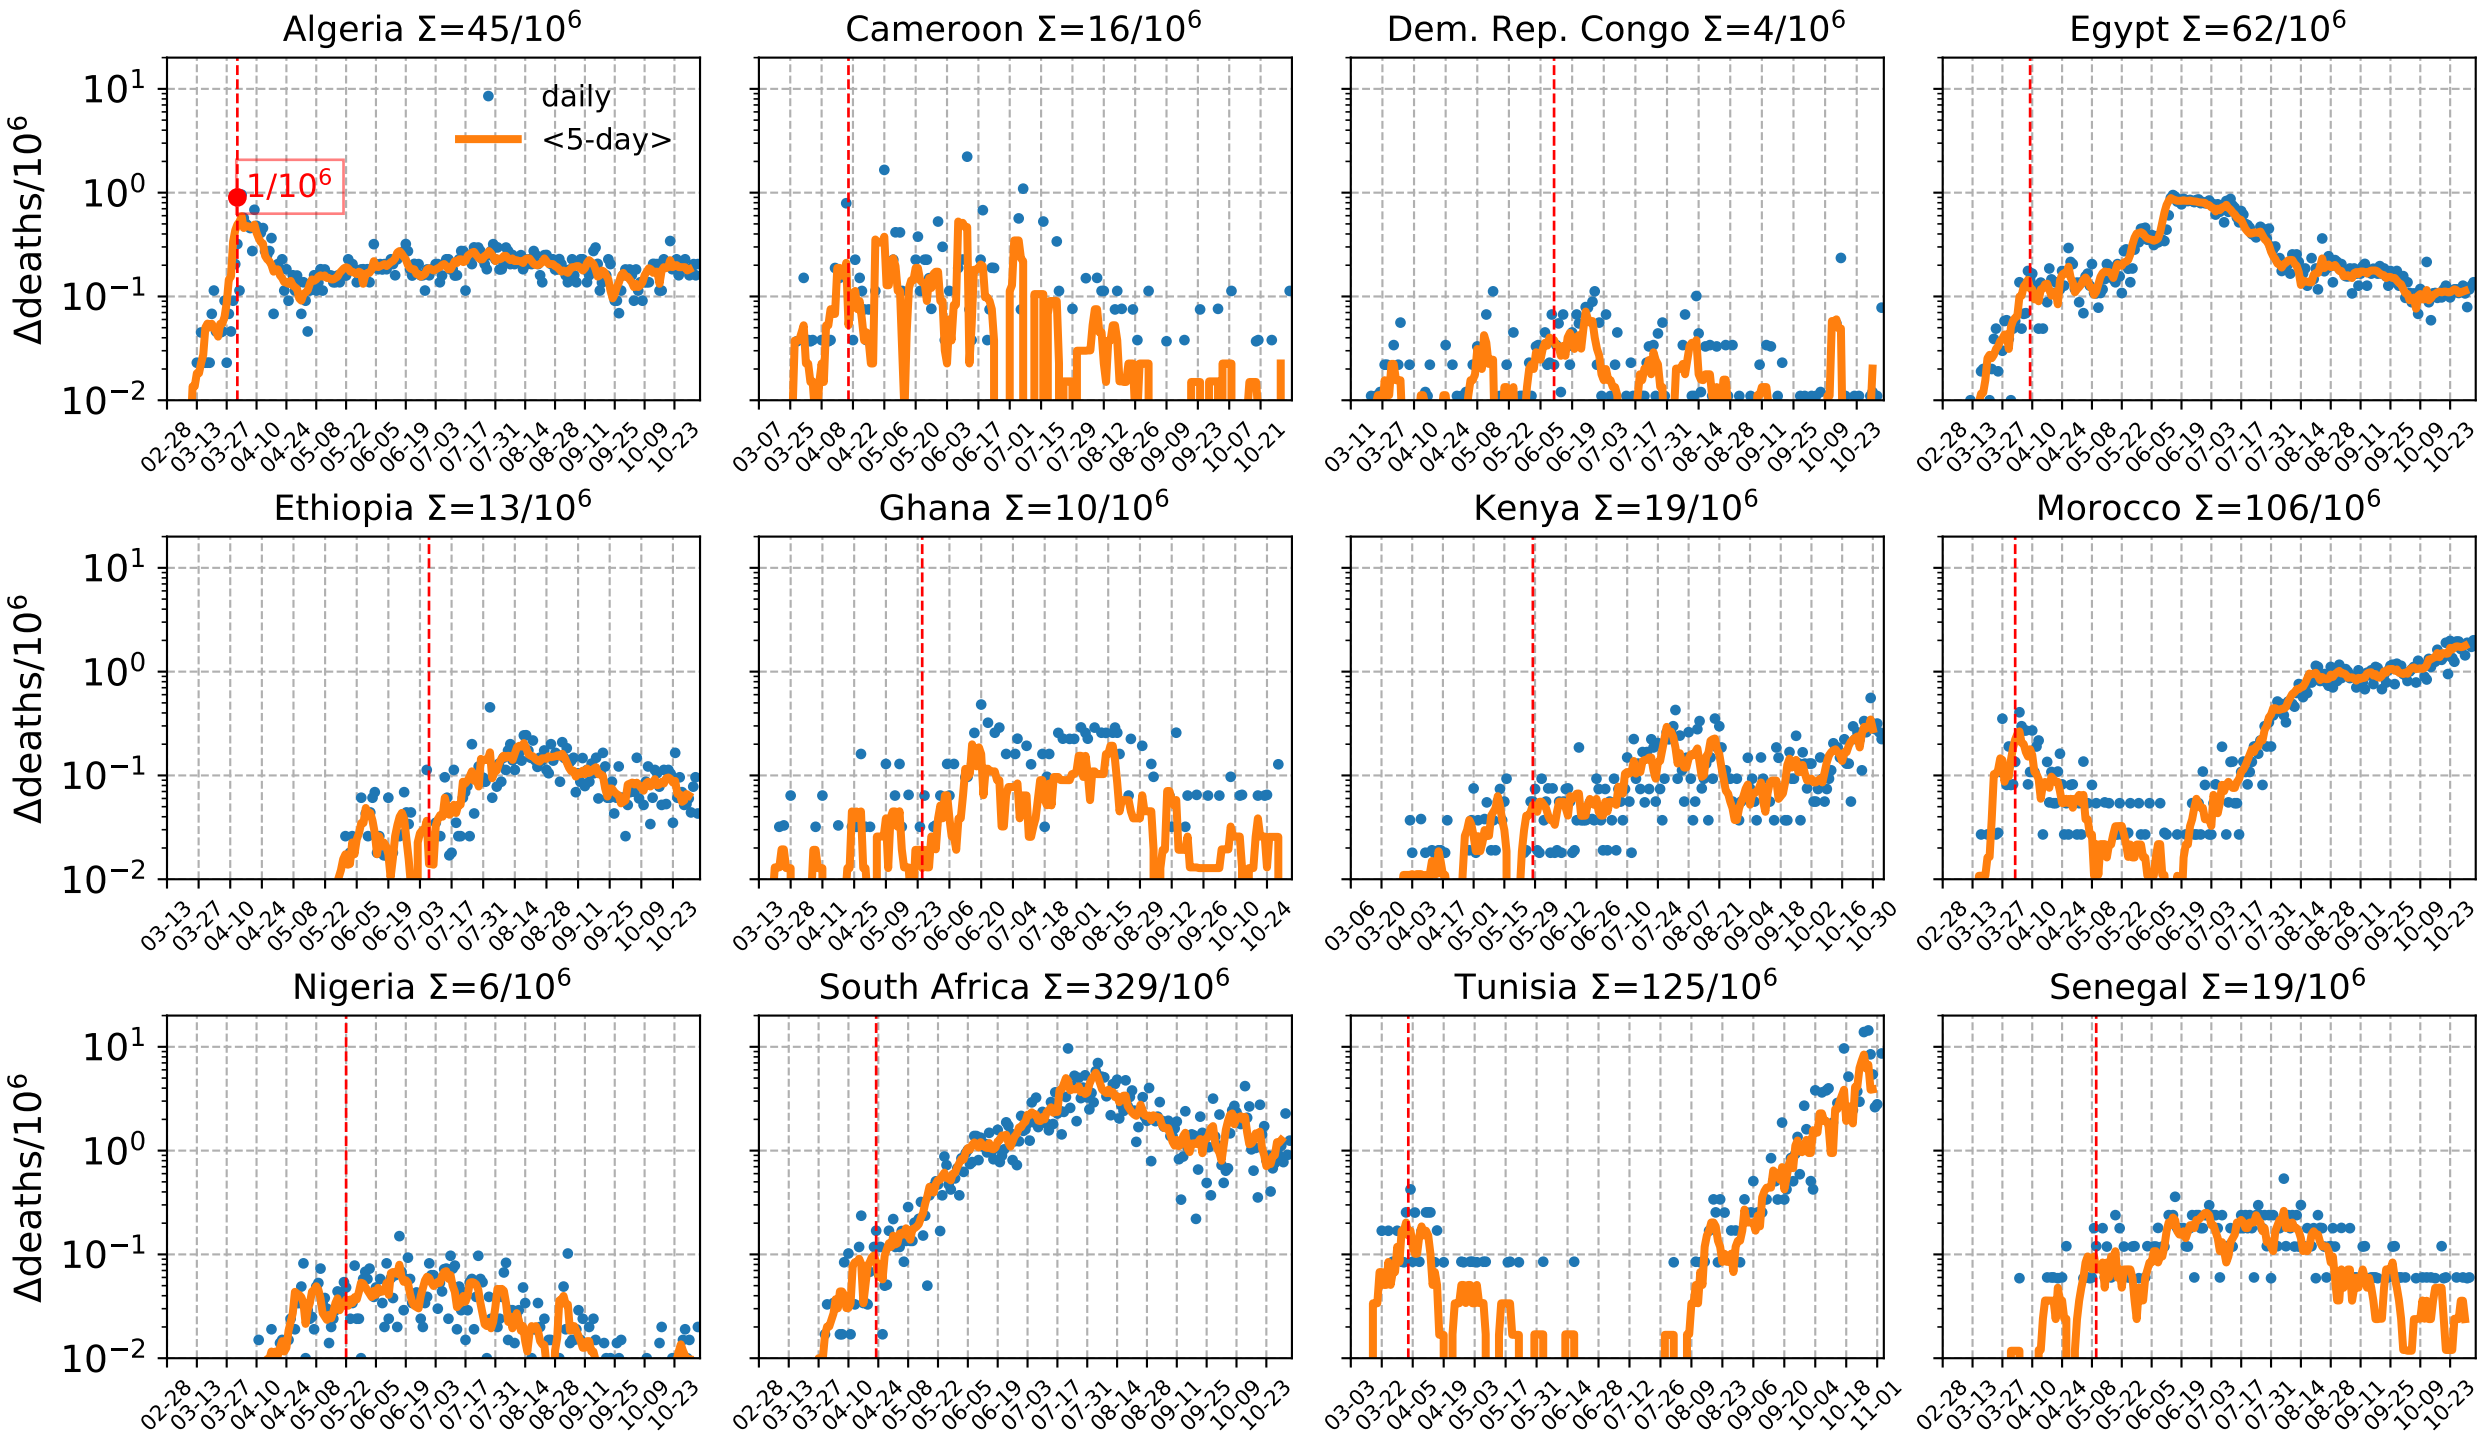 Algeria Σ=45/10⁶
Cameroon Σ=16/10⁶
Dem. Rep. Congo Σ=4/10⁶
Egypt Σ=62/10⁶
Δdeaths/10⁶
10¹
10⁰
10⁻¹
10⁻²
daily
<5-day>
1/10⁶
02-28 03-13 03-27 04-10 04-24 05-08 05-22 06-05 06-19 07-03 07-17 07-31 08-14 08-28 09-11 09-25 10-09 10-23
03-07 03-25 04-08 04-22 05-06 05-20 06-03 06-17 07-01 07-15 07-29 08-12 08-26 09-09 09-23 10-07 10-21
03-11 03-27 04-10 04-24 05-08 05-22 06-05 06-19 07-03 07-17 07-31 08-14 08-28 09-11 09-25 10-09 10-23
02-28 03-13 03-27 04-10 04-24 05-08 05-22 06-05 06-19 07-03 07-17 07-31 08-14 08-28 09-11 09-25 10-09 10-23
Ethiopia Σ=13/10⁶
Ghana Σ=10/10⁶
Kenya Σ=19/10⁶
Morocco Σ=106/10⁶
Δdeaths/10⁶
10¹
10⁰
10⁻¹
10⁻²
03-13 03-27 04-10 04-24 05-08 05-22 06-05 06-19 07-03 07-17 07-31 08-14 08-28 09-11 09-25 10-09 10-23
03-13 03-28 04-11 04-25 05-09 05-23 06-06 06-20 07-04 07-18 08-01 08-15 08-29 09-12 09-26 10-10 10-24
03-06 03-20 04-03 04-17 05-01 05-15 05-29 06-12 06-26 07-10 07-24 08-07 08-21 09-04 09-18 10-02 10-16 10-30
02-28 03-13 03-27 04-10 04-24 05-08 05-22 06-05 06-19 07-03 07-17 07-31 08-14 08-28 09-11 09-25 10-09 10-23
Nigeria Σ=6/10⁶
South Africa Σ=329/10⁶
Tunisia Σ=125/10⁶
Senegal Σ=19/10⁶
Δdeaths/10⁶
10¹
10⁰
10⁻¹
10⁻²
02-28 03-13 03-27 04-10 04-24 05-08 05-22 06-05 06-19 07-03 07-17 07-31 08-14 08-28 09-11 09-25 10-09 10-23
02-28 03-13 03-27 04-10 04-24 05-08 05-22 06-05 06-19 07-03 07-17 07-31 08-14 08-28 09-11 09-25 10-09 10-23
03-03 03-22 04-05 04-19 05-03 05-17 05-31 06-14 06-28 07-12 07-26 08-09 08-23 09-06 09-20 10-04 10-18 11-01
02-28 03-13 03-27 04-10 04-24 05-08 05-22 06-05 06-19 07-03 07-17 07-31 08-14 08-28 09-11 09-25 10-09 10-23